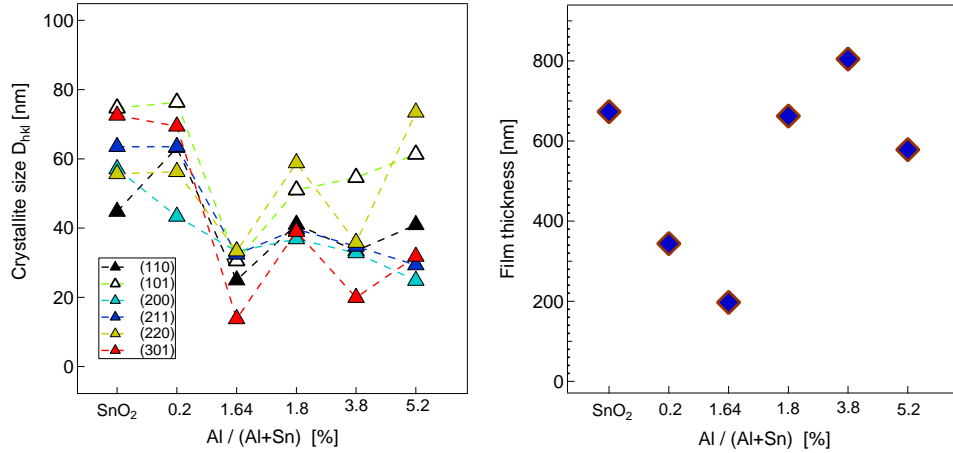 100
80
60
40
20
0
Crystallite size D_hkl [nm]
(110)
(101)
(200)
(211)
(220)
(301)
SnO₂ 0.2 1.64 1.8 3.8 5.2
Al / (Al+Sn) [%]
800
600
400
200
0
Film thickness [nm]
SnO₂ 0.2 1.64 1.8 3.8 5.2
Al / (Al+Sn) [%]